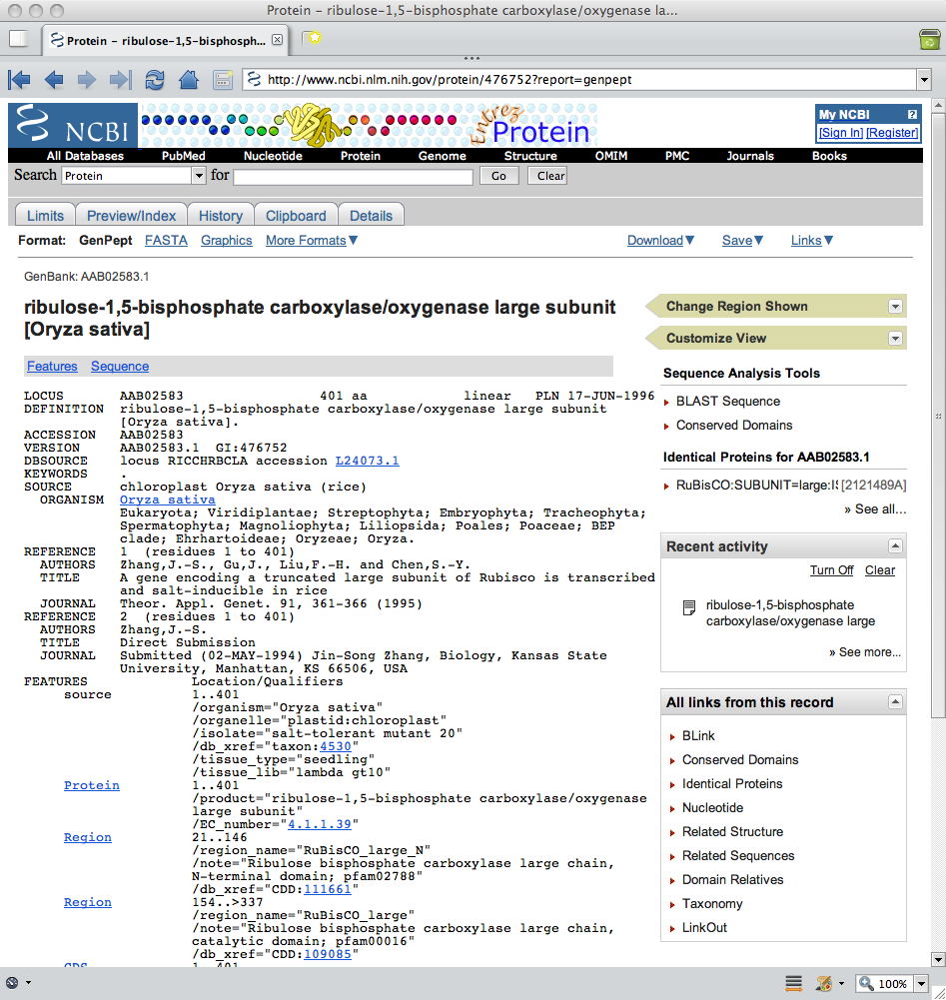 Protein – ribulose-1,5-bisphosphate carboxylase/oxygenase la...
Protein – ribulose-1,5-bisphosph...
http://www.ncbi.nlm.nih.gov/protein/476752?report=genpept
NCBI
Entrez Protein
My NCBI ?
[Sign In] [Register]
All Databases PubMed Nucleotide Protein Genome Structure OMIM PMC Journals Books
Search Protein for Go Clear
Limits Preview/Index History Clipboard Details
Format: GenPept FASTA Graphics More Formats▼ Download▼ Save▼ Links▼
GenBank: AAB02583.1
ribulose-1,5-bisphosphate carboxylase/oxygenase large subunit
[Oryza sativa]
Features Sequence
LOCUS AAB02583 401 aa linear PLN 17-JUN-1996
DEFINITION ribulose-1,5-bisphosphate carboxylase/oxygenase large subunit
[Oryza sativa].
ACCESSION AAB02583
VERSION AAB02583.1 GI:476752
DBSOURCE locus RICCHRBCLA accession L24073.1
KEYWORDS .
SOURCE chloroplast Oryza sativa (rice)
ORGANISM Oryza sativa
Eukaryota; Viridiplantae; Streptophyta; Embryophyta; Tracheophyta;
Spermatophyta; Magnoliophyta; Liliopsida; Poales; Poaceae; BEP
clade; Ehrhartoideae; Oryzeae; Oryza.
REFERENCE 1 (residues 1 to 401)
AUTHORS Zhang,J.-S., Gu,J., Liu,F.-H. and Chen,S.-Y.
TITLE A gene encoding a truncated large subunit of Rubisco is transcribed
and salt-inducible in rice
JOURNAL Theor. Appl. Genet. 91, 361-366 (1995)
REFERENCE 2 (residues 1 to 401)
AUTHORS Zhang,J.-S.
TITLE Direct Submission
JOURNAL Submitted (02-MAY-1994) Jin-Song Zhang, Biology, Kansas State
University, Manhattan, KS 66506, USA
FEATURES Location/Qualifiers
source 1..401
/organism="Oryza sativa"
/organelle="plastid:chloroplast"
/isolate="salt-tolerant mutant 20"
/db_xref="taxon:4530"
/tissue_type="seedling"
/tissue_lib="lambda gt10"
Protein 1..401
/product="ribulose-1,5-bisphosphate carboxylase/oxygenase
large subunit"
/EC_number="4.1.1.39"
Region 21..146
/region_name="RuBisCO_large_N"
/note="Ribulose bisphosphate carboxylase large chain,
N-terminal domain; pfam02788"
/db_xref="CDD:111661"
Region 154..>337
/region_name="RuBisCO_large"
/note="Ribulose bisphosphate carboxylase large chain,
catalytic domain; pfam00016"
/db_xref="CDD:109085"
CDS 1..401
Change Region Shown
Customize View
Sequence Analysis Tools
BLAST Sequence
Conserved Domains
Identical Proteins for AAB02583.1
RuBisCO:SUBUNIT=large:I [2121489A]
» See all...
Recent activity
Turn Off Clear
ribulose-1,5-bisphosphate
carboxylase/oxygenase large
» See more...
All links from this record
BLink
Conserved Domains
Identical Proteins
Nucleotide
Related Structure
Related Sequences
Domain Relatives
Taxonomy
LinkOut
100%